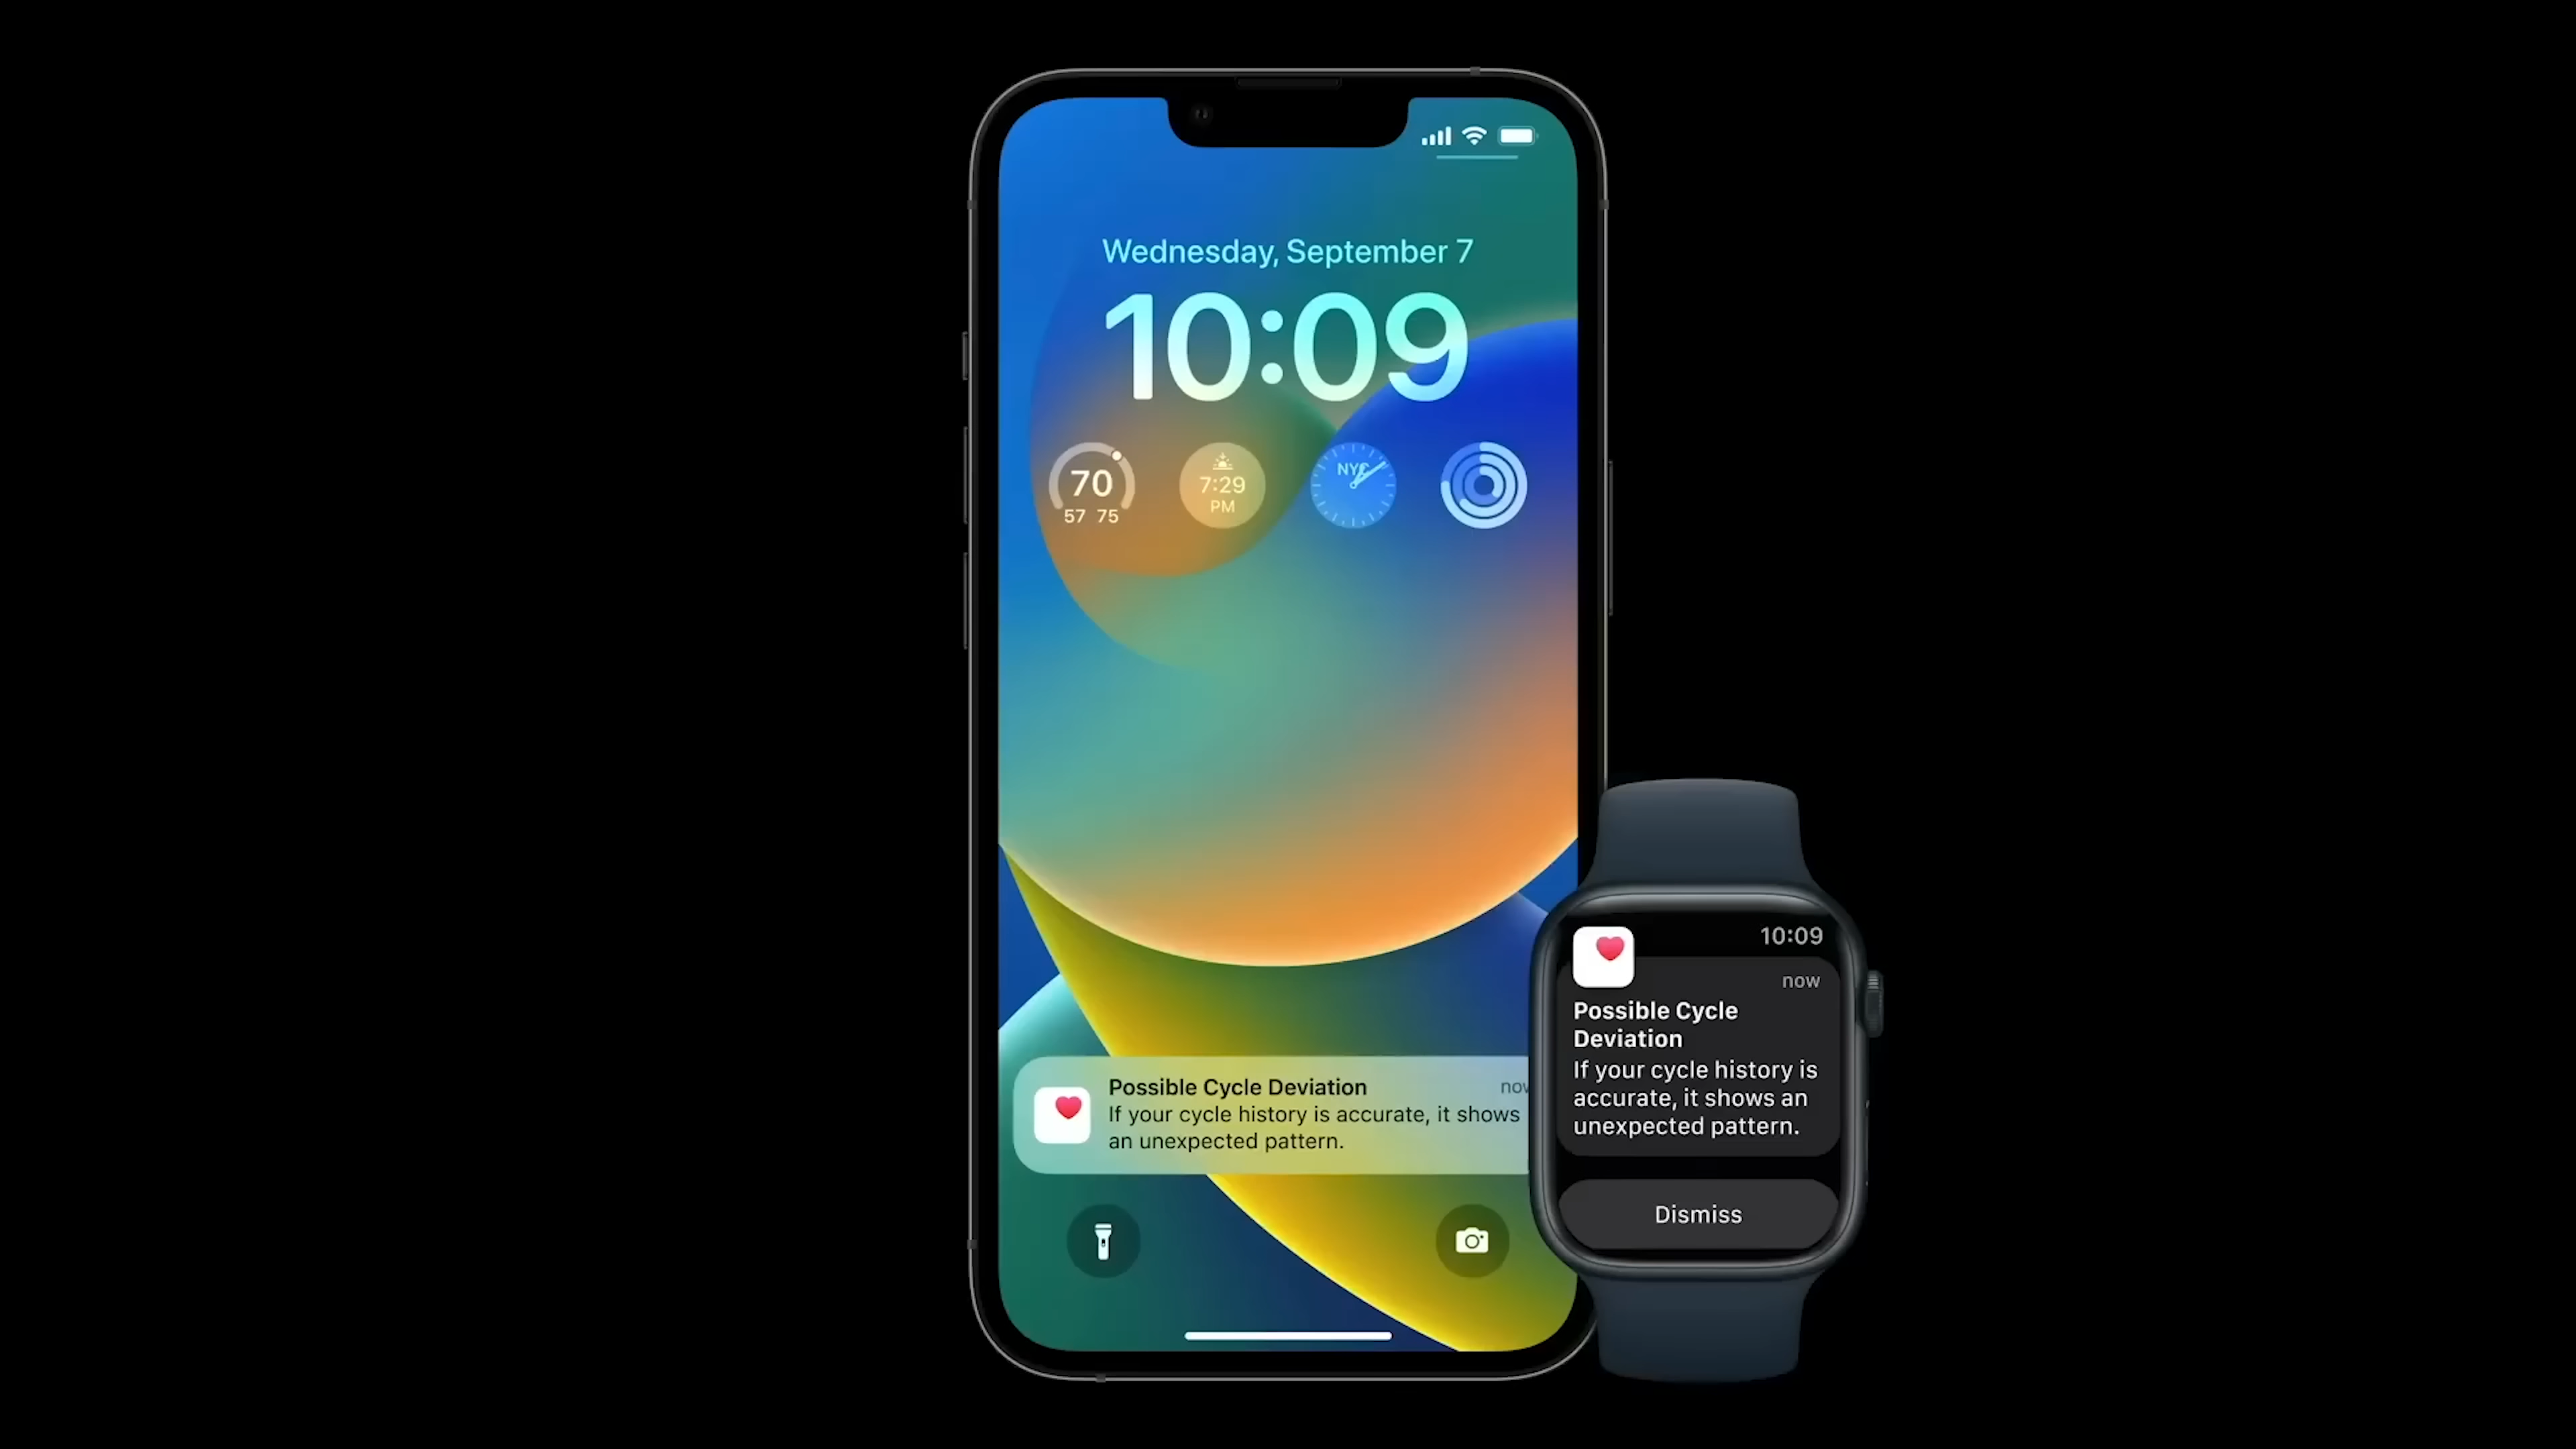 Wednesday, September 7
10:09
70
57 75
7:29
PM
NYC
Possible Cycle Deviation
now
If your cycle history is accurate, it shows
an unexpected pattern.
10:09
now
Possible Cycle
Deviation
If your cycle history is
accurate, it shows an
unexpected pattern.
Dismiss